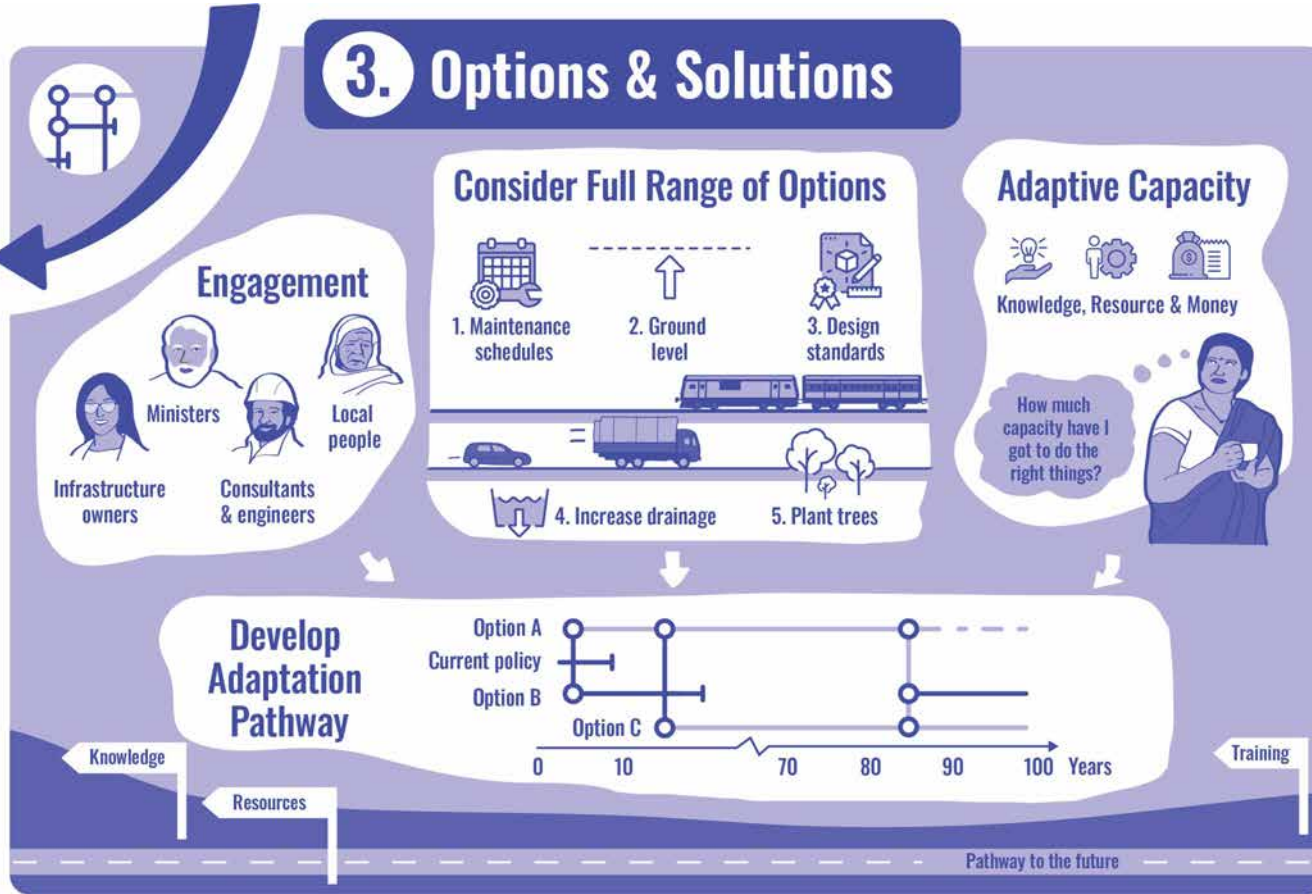 3. Options & Solutions
Engagement
Ministers
Local
people
Infrastructure
owners
Consultants
& engineers
Consider Full Range of Options
1. Maintenance
schedules
2. Ground
level
3. Design
standards
4. Increase drainage
5. Plant trees
Adaptive Capacity
$
Knowledge, Resource & Money
How much
capacity have I
got to do the
right things?
Develop
Adaptation
Pathway
Option A
Current policy
Option B
Option C
0 10 70 80 90 100 Years
Knowledge
Resources
Training
Pathway to the future